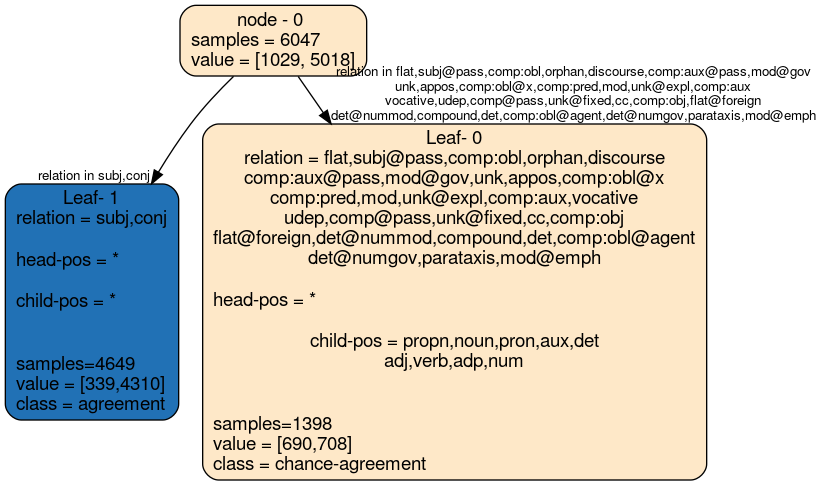 node - 0
samples = 6047
value = [1029, 5018]
relation in flat,subj@pass,comp:obl,orphan,discourse,comp:aux@pass,mod@gov
unk,appos,comp:obl@x,comp:pred,mod,unk@expl,comp:aux
vocative,udep,comp@pass,unk@fixed,cc,comp:obj,flat@foreign
det@nummod,compound,det,comp:obl@agent,det@numgov,parataxis,mod@emph
relation in subj,conj
Leaf- 1
relation = subj,conj
head-pos = *
child-pos = *
samples=4649
value = [339,4310]
class = agreement
Leaf- 0
relation = flat,subj@pass,comp:obl,orphan,discourse
comp:aux@pass,mod@gov,unk,appos,comp:obl@x
comp:pred,mod,unk@expl,comp:aux,vocative
udep,comp@pass,unk@fixed,cc,comp:obj
flat@foreign,det@nummod,compound,det,comp:obl@agent
det@numgov,parataxis,mod@emph
head-pos = *
child-pos = propn,noun,pron,aux,det
adj,verb,adp,num
samples=1398
value = [690,708]
class = chance-agreement